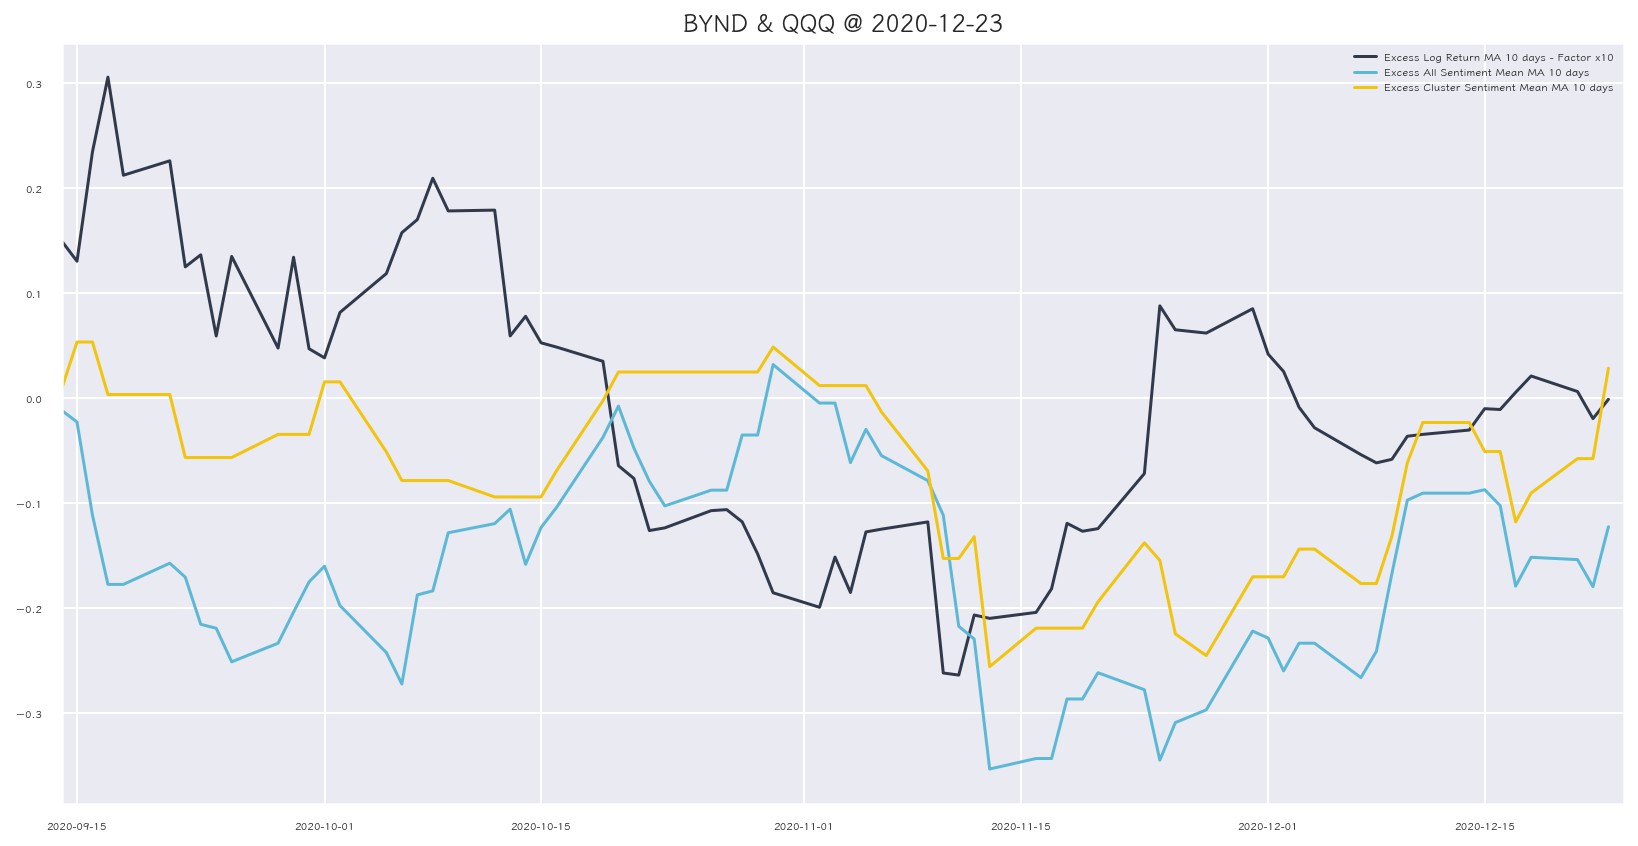 BYND & QQQ @ 2020-12-23
Excess Log Return MA 10 days - Factor x10
Excess All Sentiment Mean MA 10 days
Excess Cluster Sentiment Mean MA 10 days
0.3
0.2
0.1
0.0
−0.1
−0.2
−0.3
2020-09-15 2020-10-01 2020-10-15 2020-11-01 2020-11-15 2020-12-01 2020-12-15